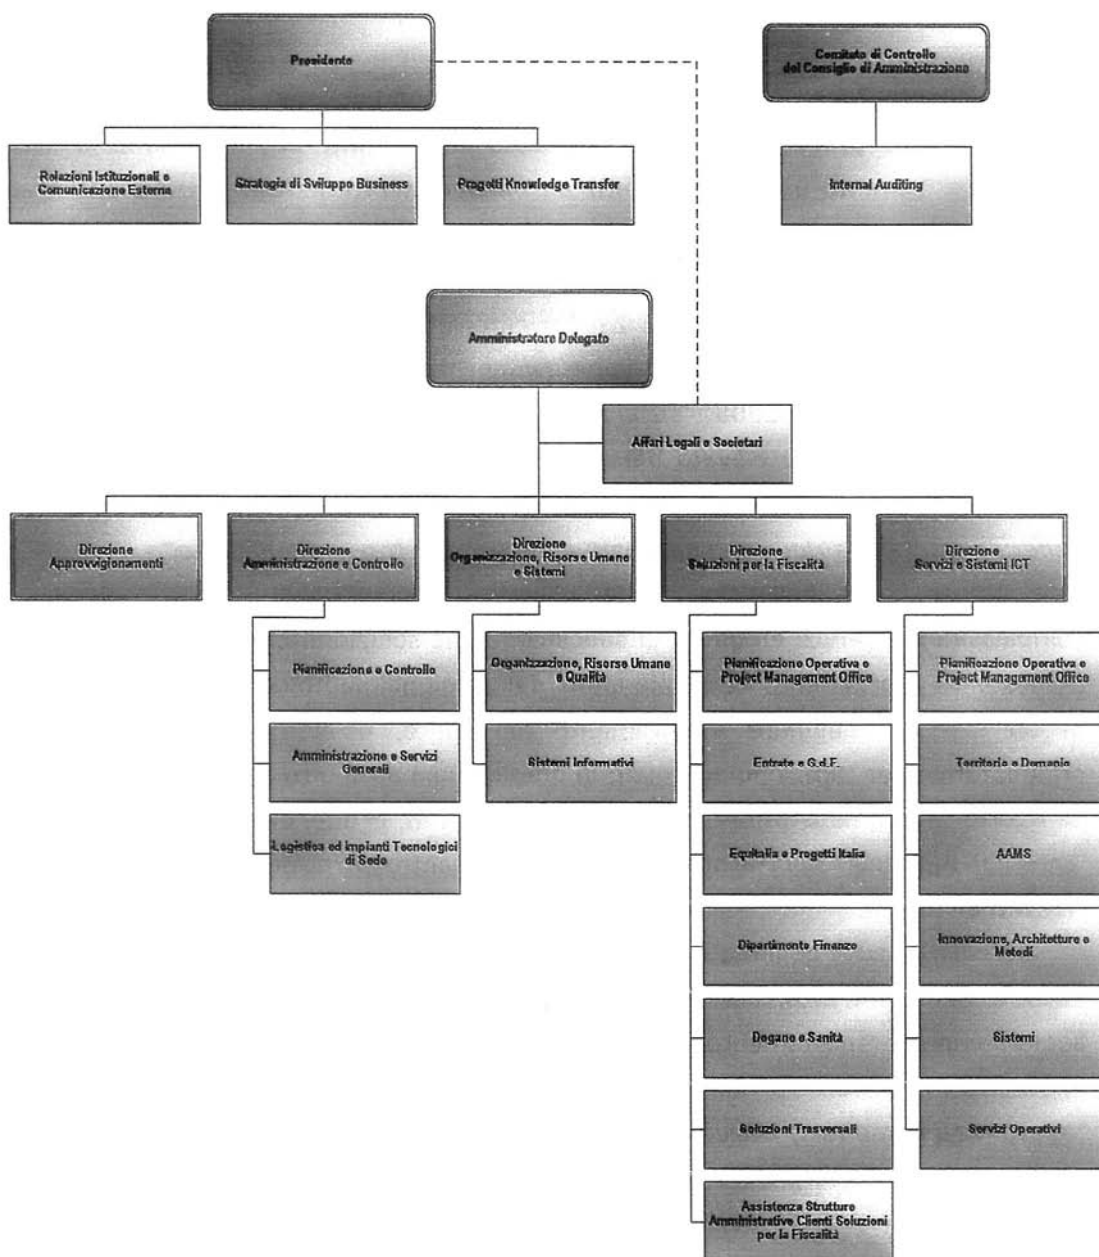 Presidente
Comitato di Controllo
del Consiglio di Amministrazione
Relazioni Istituzionali e
Comunicazione Esterna
Strategia di Sviluppo Business
Progetti Knowledge Transfer
Internal Auditing
Amministratore Delegato
Affari Legali e Societari
Direzione
Approvvigionamenti
Direzione
Amministrazione e Controllo
Direzione
Organizzazione, Risorse Umane
e Sistemi
Direzione
Soluzioni per la Fiscalità
Direzione
Servizi e Sistemi ICT
Pianificazione e Controllo
Amministrazione e Servizi
Generali
Logistica ed Impianti Tecnologici
di Sede
Organizzazione, Risorse Umane
e Qualità
Sistemi Informativi
Pianificazione Operativa e
Project Management Office
Entrate e G.d.F.
Equitalia e Progetti Italia
Dipartimento Finanze
Dogane e Sanità
Soluzioni Trasversali
Assistenza Strutture
Amministrative Clienti Soluzioni
per la Fiscalità
Pianificazione Operativa e
Project Management Office
Territorio e Demanio
AAMS
Innovazione, Architetture e
Metodi
Sistemi
Servizi Operativi